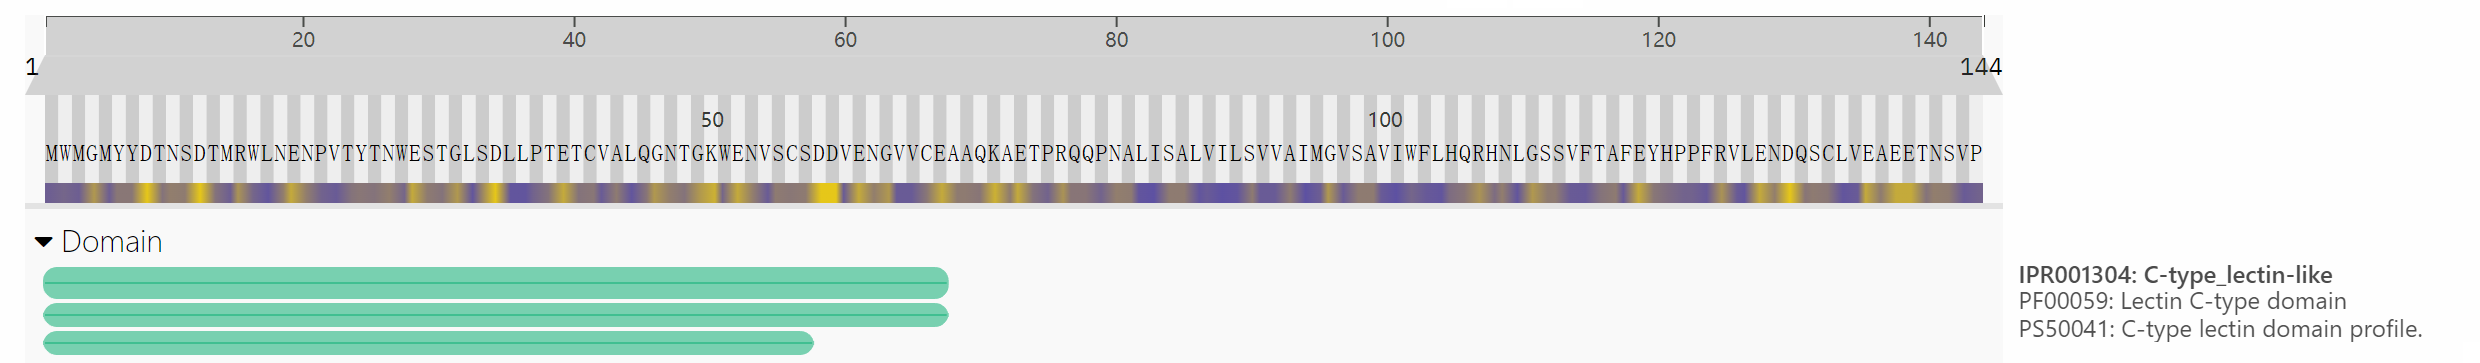 20 40 60 80 100 120 140
1 144
50 100
MWMGMYYDTNSDTMRWLNENPVTYTNWESTGLSDLLPTETCVALQGNTGKWENVSCSDDVENGVVCEAAQKAETPRQQPNALISALVILSVVAIMGVSAVIWFLHQRHNLGSSVFTAFEYHPPFRVLENDQSCLVEAEETNSVP
Domain
IPR001304: C-type_lectin-like
PF00059: Lectin C-type domain
PS50041: C-type lectin domain profile.